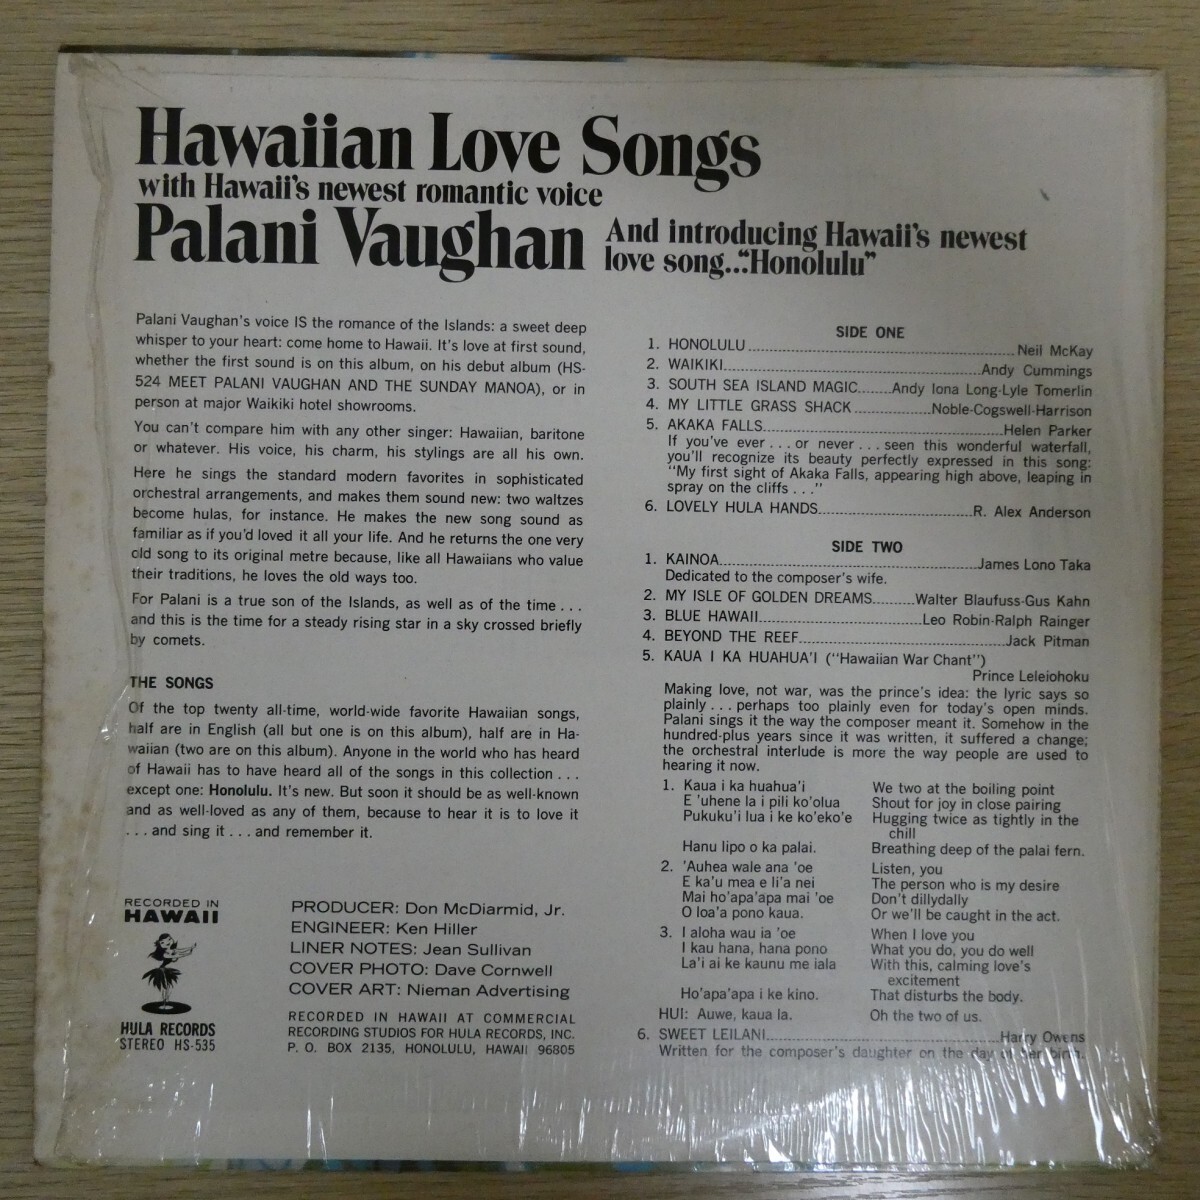 Hawaiian Love Songs
with Hawaii's newest romantic voice
Palani Vaughan
And introducing Hawaii's newest
love song..."Honolulu"
Palani Vaughan's voice IS the romance of the Islands: a sweet deep
whisper to your heart: come home to Hawaii. It's love at first sound,
whether the first sound is on this album, on his debut album (HS-
524 MEET PALANI VAUGHAN AND THE SUNDAY MANOA), or in
person at major Waikiki hotel showrooms.
You can't compare him with any other singer: Hawaiian, baritone
or whatever. His voice, his charm, his stylings are all his own.
Here he sings the standard modern favorites in sophisticated
orchestral arrangements, and makes them sound new: two waltzes
become hulas, for instance. He makes the new song sound as
familiar as if you'd loved it all your life. And he returns the one very
old song to its original metre because, like all Hawaiians who value
their traditions, he loves the old ways too.
For Palani is a true son of the Islands, as well as of the time . . .
and this is the time for a steady rising star in a sky crossed briefly
by comets.
THE SONGS
Of the top twenty all-time, world-wide favorite Hawaiian songs,
half are in English (all but one is on this album), half are in Ha-
waiian (two are on this album). Anyone in the world who has heard
of Hawaii has to have heard all of the songs in this collection . . .
except one: Honolulu. It's new. But soon it should be as well-known
and as well-loved as any of them, because to hear it is to love it
. . . and sing it . . . and remember it.
RECORDED IN
HAWAII
HULA RECORDS
STEREO HS-535
PRODUCER: Don McDiarmid, Jr.
ENGINEER: Ken Hiller
LINER NOTES: Jean Sullivan
COVER PHOTO: Dave Cornwell
COVER ART: Nieman Advertising
RECORDED IN HAWAII AT COMMERCIAL
RECORDING STUDIOS FOR HULA RECORDS, INC.
P. O. BOX 2135, HONOLULU, HAWAII 96805
SIDE ONE
1. HONOLULU Neil McKay
2. WAIKIKI Andy Cummings
3. SOUTH SEA ISLAND MAGIC Andy Iona Long-Lyle Tomerlin
4. MY LITTLE GRASS SHACK Noble-Cogswell-Harrison
5. AKAKA FALLS Helen Parker
If you've ever . . . or never . . . seen this wonderful waterfall,
you'll recognize its beauty perfectly expressed in this song:
"My first sight of Akaka Falls, appearing high above, leaping in
spray on the cliffs . . ."
6. LOVELY HULA HANDS R. Alex Anderson
SIDE TWO
1. KAINOA James Lono Taka
Dedicated to the composer's wife.
2. MY ISLE OF GOLDEN DREAMS Walter Blaufuss-Gus Kahn
3. BLUE HAWAII Leo Robin-Ralph Rainger
4. BEYOND THE REEF Jack Pitman
5. KAUA I KA HUAHUA'I ("Hawaiian War Chant")
Prince Leleiohoku
Making love, not war, was the prince's idea: the lyric says so
plainly . . . perhaps too plainly even for today's open minds.
Palani sings it the way the composer meant it. Somehow in the
hundred-plus years since it was written, it suffered a change;
the orchestral interlude is more the way people are used to
hearing it now.
1. Kaua i ka huahua'i We two at the boiling point
E 'uhene la i pili ko'olua Shout for joy in close pairing
Pukuku'i lua i ke ko'eko'e Hugging twice as tightly in the
chill
Hanu lipo o ka palai. Breathing deep of the palai fern.
2. 'Auhea wale ana 'oe Listen, you
E ka'u mea e li'a nei The person who is my desire
Mai ho'apa'apa mai 'oe Don't dillydally
O loa'a pono kaua. Or we'll be caught in the act.
3. I aloha wau ia 'oe When I love you
I kau hana, hana pono What you do, you do well
La'i ai ke kaunu me iala With this, calming love's
excitement
Ho'apa'apa i ke kino. That disturbs the body.
HUI: Auwe, kaua la. Oh the two of us.
6. SWEET LEILANI Harry Owens
Written for the composer's daughter on the day of her birth.